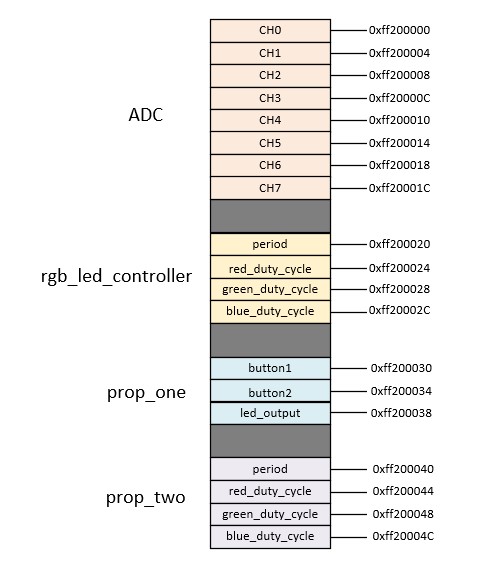 CH0 0xff200000
CH1 0xff200004
CH2 0xff200008
CH3 0xff20000C
ADC
CH4 0xff200010
CH5 0xff200014
CH6 0xff200018
CH7 0xff20001C
period 0xff200020
red_duty_cycle 0xff200024
rgb_led_controller
green_duty_cycle 0xff200028
blue_duty_cycle 0xff20002C
button1 0xff200030
prop_one
button2 0xff200034
led_output 0xff200038
period 0xff200040
red_duty_cycle 0xff200044
prop_two
green_duty_cycle 0xff200048
blue_duty_cycle 0xff20004C